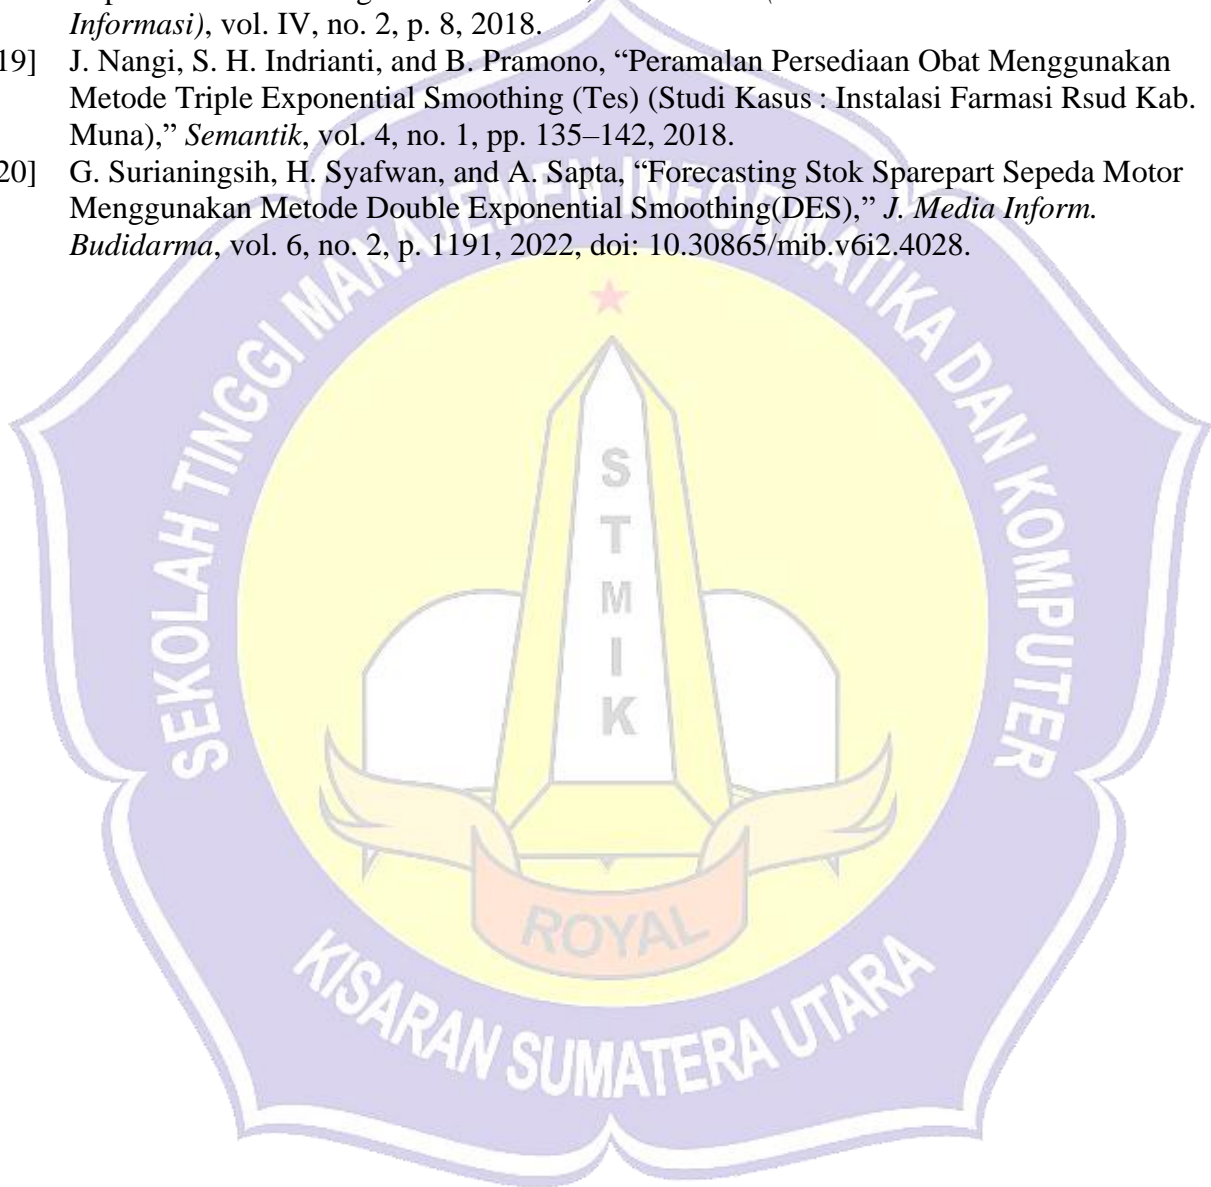 Informasi), vol. IV, no. 2, p. 8, 2018.
19] J. Nangi, S. H. Indrianti, and B. Pramono, “Peramalan Persediaan Obat Menggunakan
Metode Triple Exponential Smoothing (Tes) (Studi Kasus : Instalasi Farmasi Rsud Kab.
Muna),” Semantik, vol. 4, no. 1, pp. 135–142, 2018.
20] G. Surianingsih, H. Syafwan, and A. Sapta, “Forecasting Stok Sparepart Sepeda Motor
Menggunakan Metode Double Exponential Smoothing(DES),” J. Media Inform.
Budidarma, vol. 6, no. 2, p. 1191, 2022, doi: 10.30865/mib.v6i2.4028.
SEKOLAH TINGGI MANAJEMEN INFORMATIKA DAN KOMPUTER
S
T
M
I
K
ROYAL
KISARAN SUMATERA UTARA